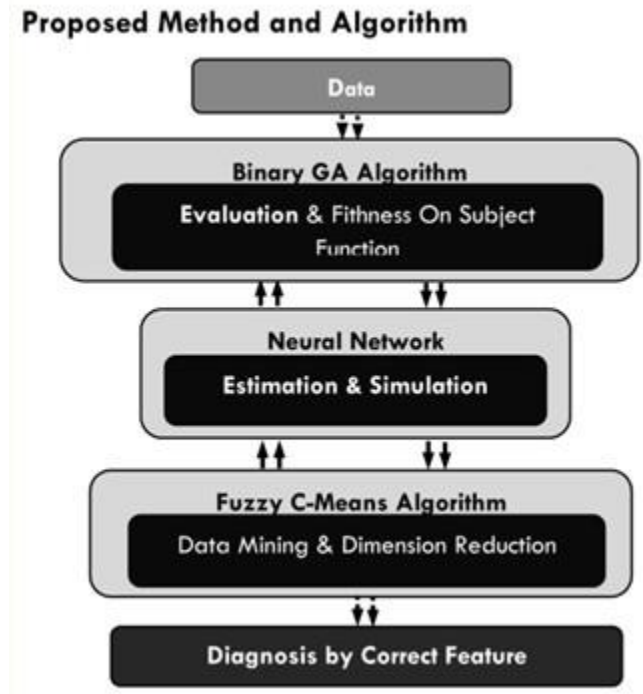 Proposed Method and Algorithm
Data
Binary GA Algorithm
Evaluation & Fithness On Subject
Function
Neural Network
Estimation & Simulation
Fuzzy C-Means Algorithm
Data Mining & Dimension Reduction
Diagnosis by Correct Feature